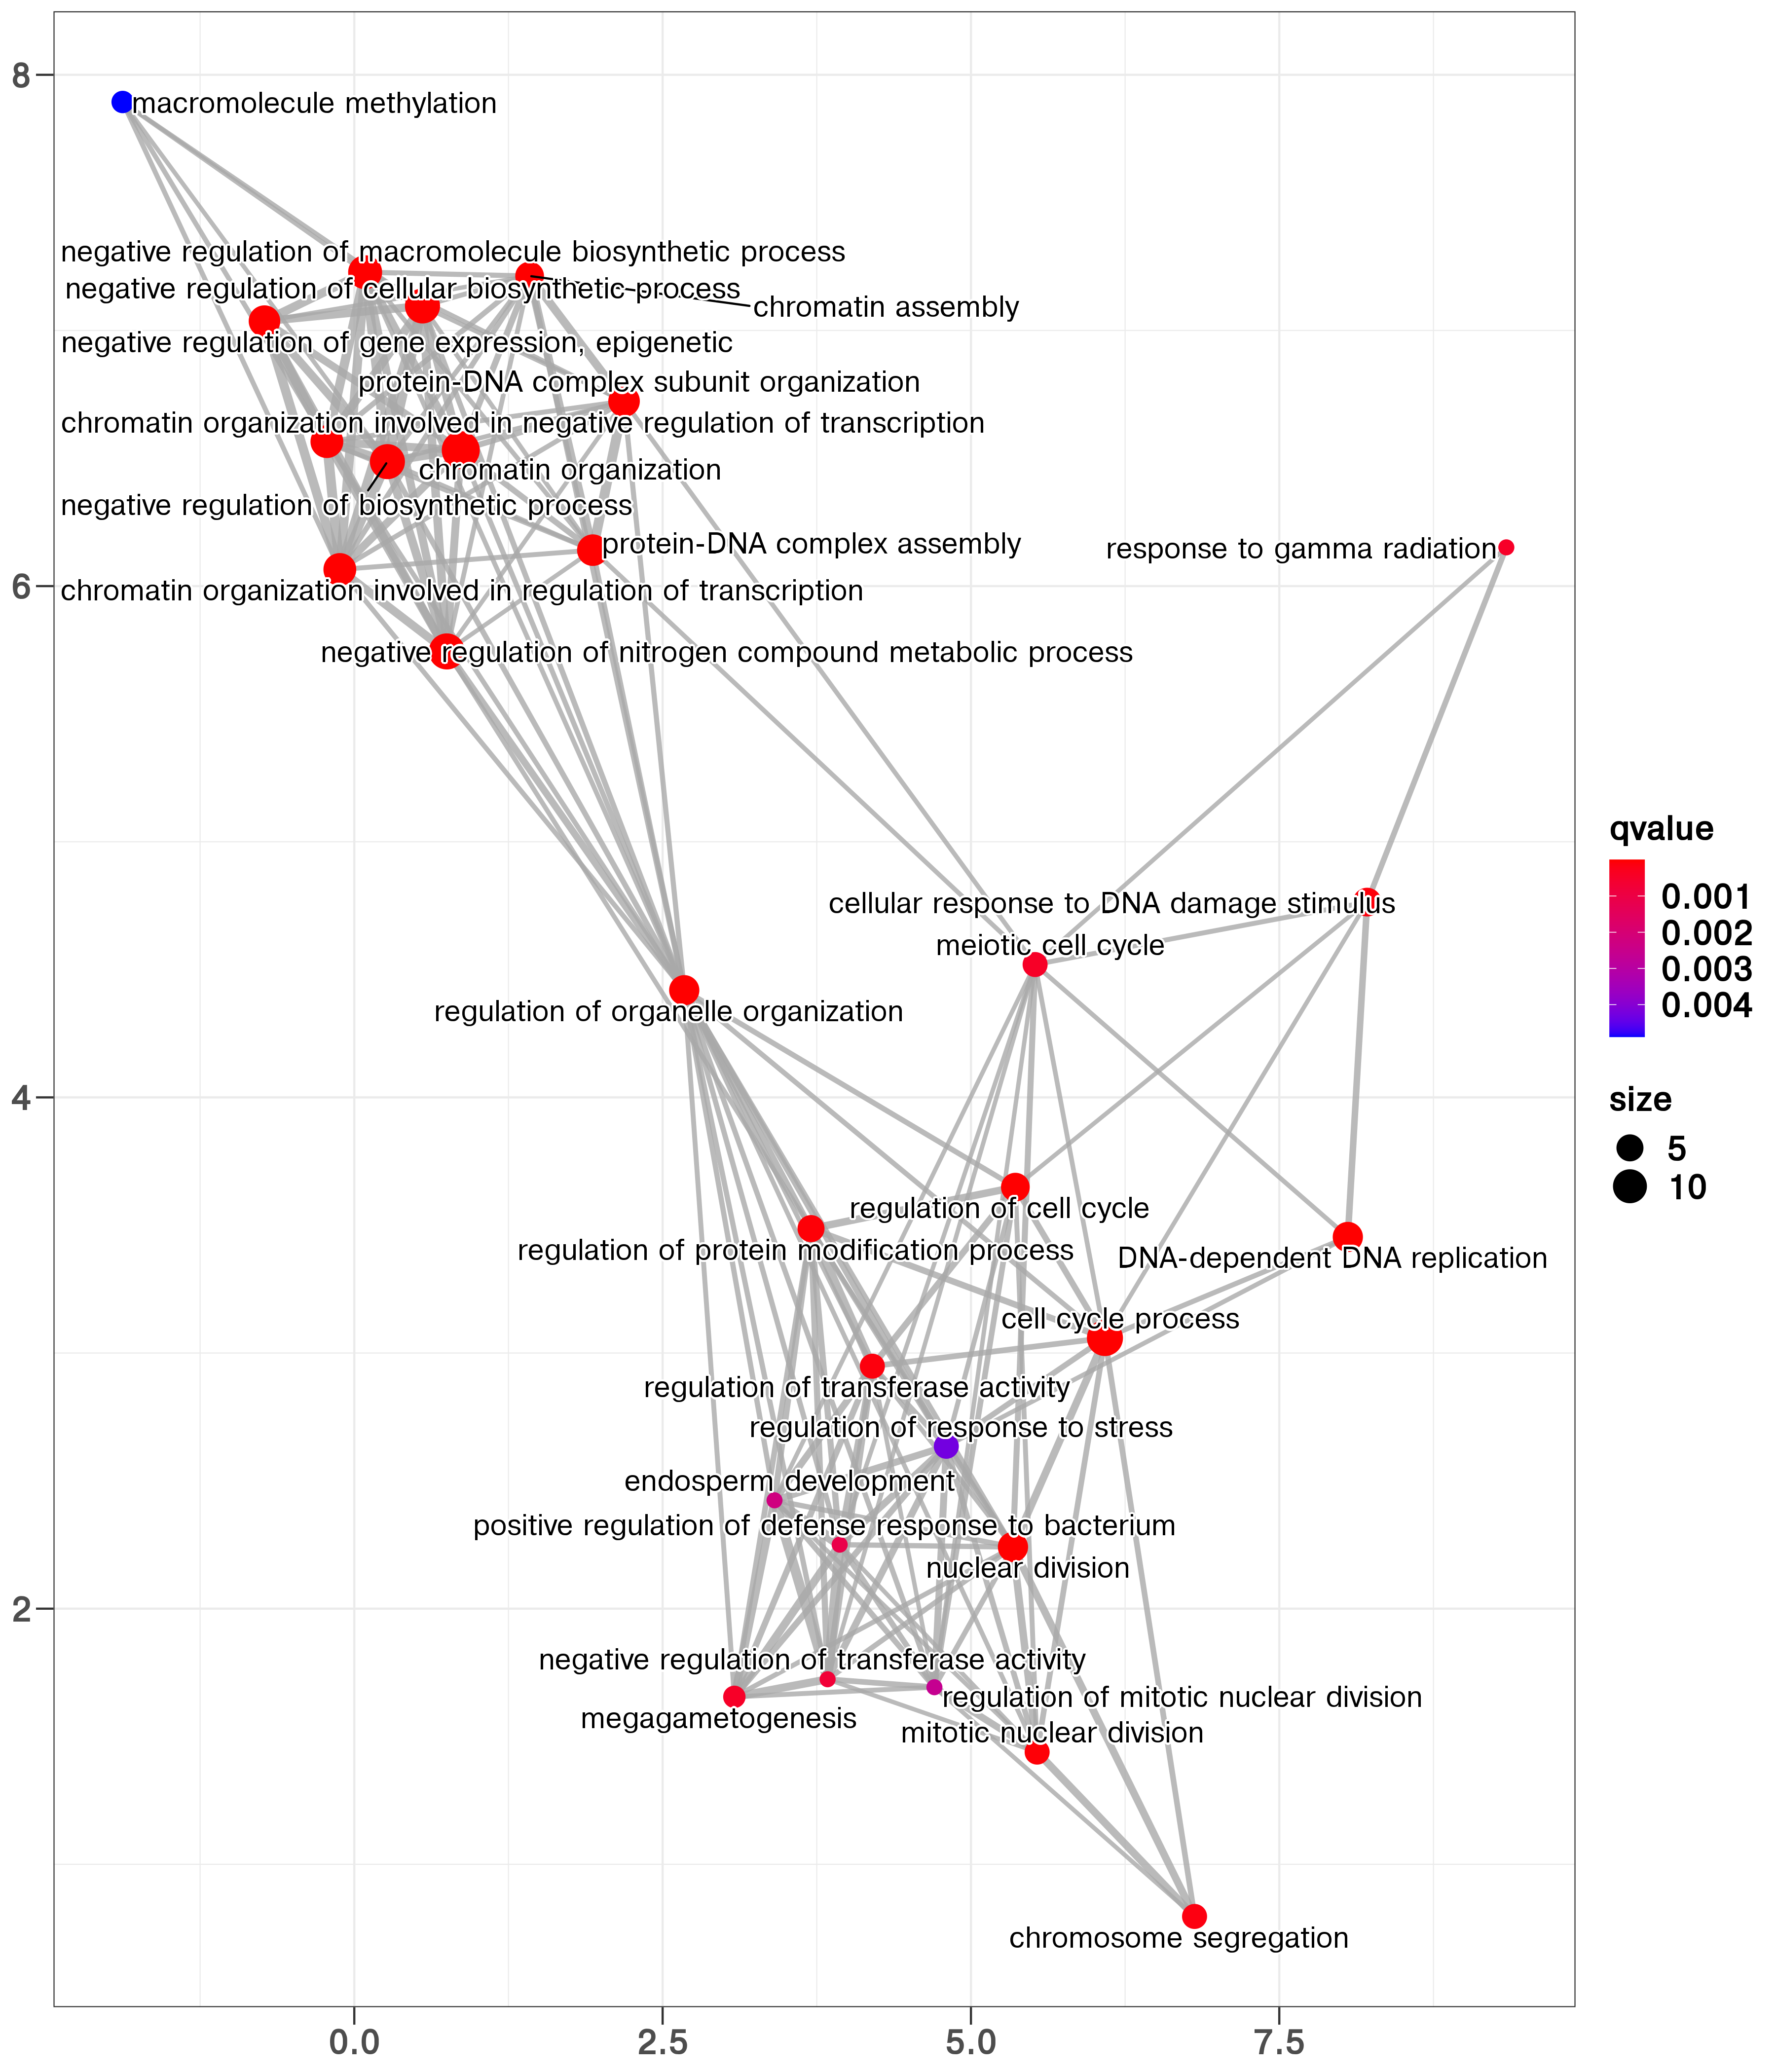 8
macromolecule methylation
negative regulation of macromolecule biosynthetic process
negative regulation of cellular biosynthetic process
chromatin assembly
negative regulation of gene expression, epigenetic
protein-DNA complex subunit organization
chromatin organization involved in negative regulation of transcription
chromatin organization
negative regulation of biosynthetic process
protein-DNA complex assembly
response to gamma radiation
6
chromatin organization involved in regulation of transcription
negative regulation of nitrogen compound metabolic process
qvalue
0.001
cellular response to DNA damage stimulus
0.002
meiotic cell cycle
0.003
0.004
regulation of organelle organization
4
size
5
10
regulation of cell cycle
regulation of protein modification process
DNA-dependent DNA replication
cell cycle process
regulation of transferase activity
regulation of response to stress
endosperm development
positive regulation of defense response to bacterium
nuclear division
2
negative regulation of transferase activity
regulation of mitotic nuclear division
megagametogenesis
mitotic nuclear division
chromosome segregation
0.0
2.5
5.0
7.5